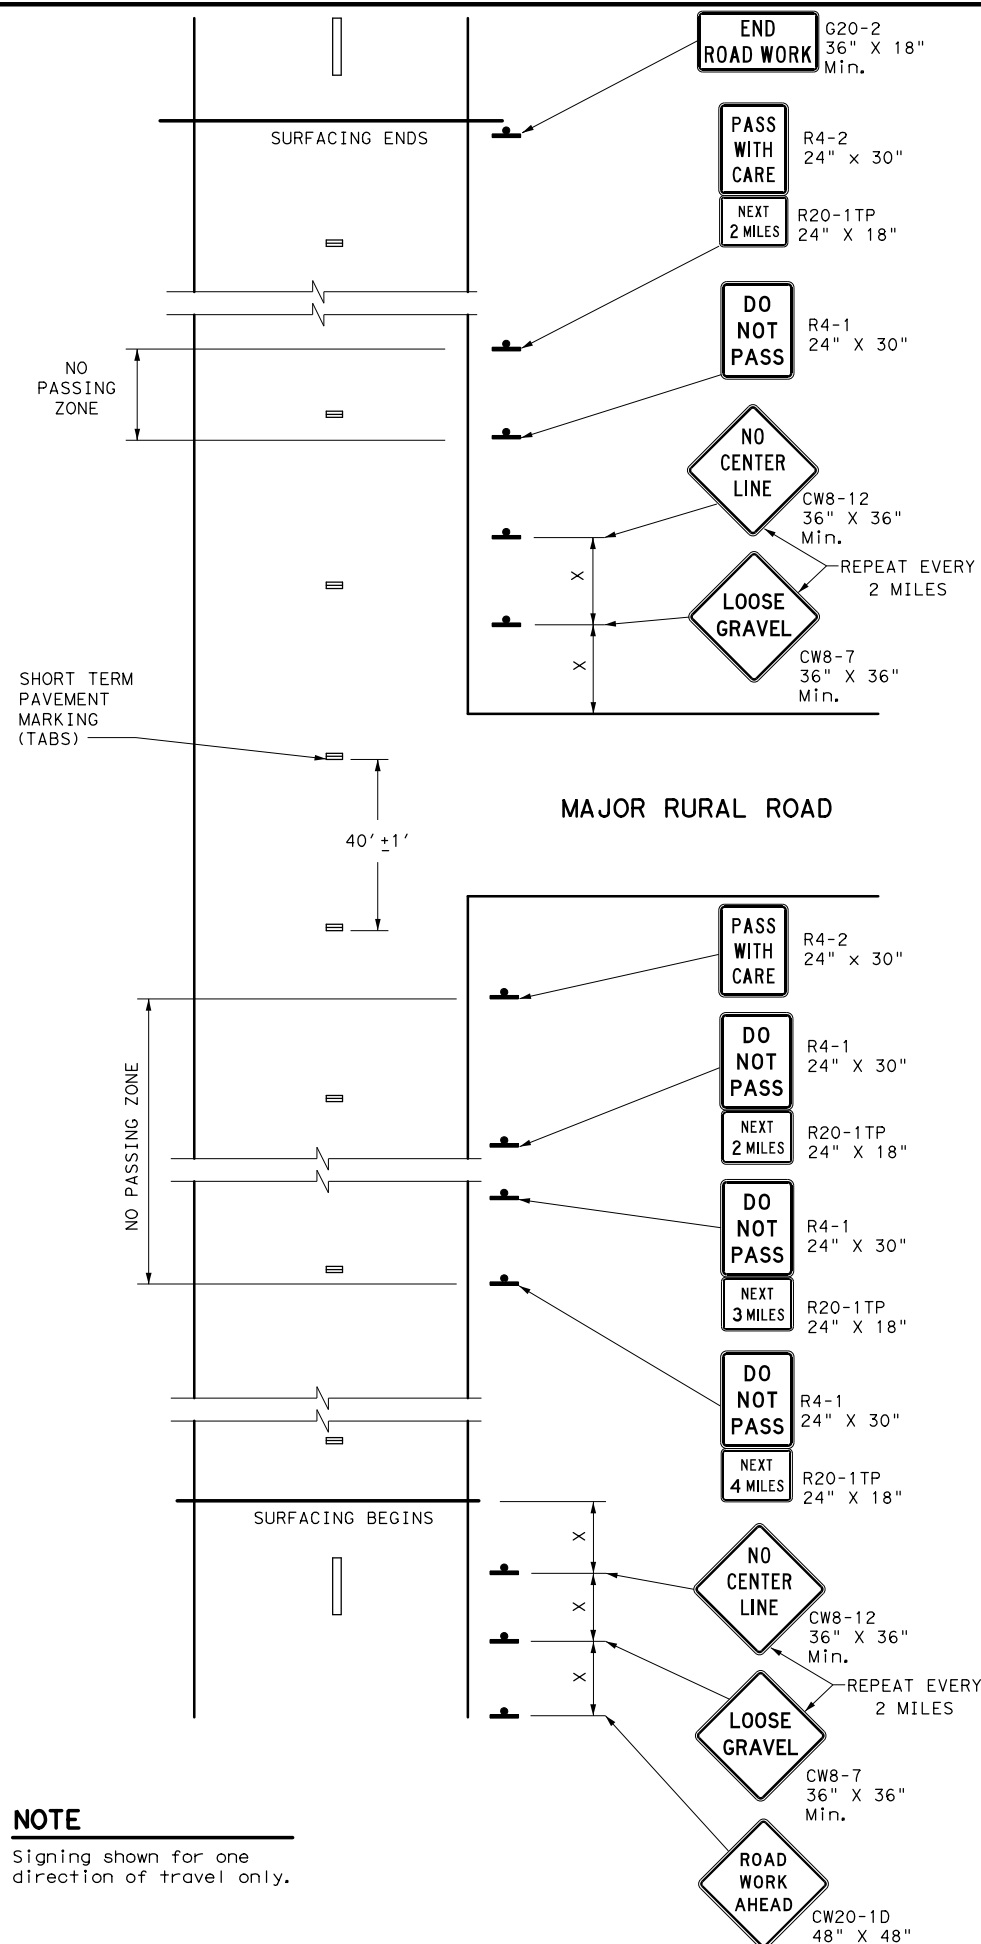 END
ROAD WORK
G20-2
36" X 18"
Min.
SURFACING ENDS
PASS
WITH
CARE
R4-2
24" x 30"
NEXT
2 MILES
R20-1TP
24" X 18"
DO
NOT
PASS
R4-1
24" X 30"
NO
PASSING
ZONE
NO
CENTER
LINE
CW8-12
36" X 36"
Min.
X
REPEAT EVERY
2 MILES
LOOSE
GRAVEL
X
CW8-7
36" X 36"
Min.
SHORT TERM
PAVEMENT
MARKING
(TABS)
MAJOR RURAL ROAD
40' ±1'
PASS
WITH
CARE
R4-2
24" x 30"
NO PASSING ZONE
DO
NOT
PASS
R4-1
24" X 30"
NEXT
2 MILES
R20-1TP
24" X 18"
DO
NOT
PASS
R4-1
24" X 30"
NEXT
3 MILES
R20-1TP
24" X 18"
DO
NOT
PASS
R4-1
24" X 30"
NEXT
4 MILES
R20-1TP
24" X 18"
SURFACING BEGINS
X
NO
CENTER
LINE
X
CW8-12
36" X 36"
Min.
X
REPEAT EVERY
2 MILES
LOOSE
GRAVEL
CW8-7
36" X 36"
Min.
NOTE
Signing shown for one
direction of travel only.
ROAD
WORK
AHEAD
CW20-1D
48" X 48"